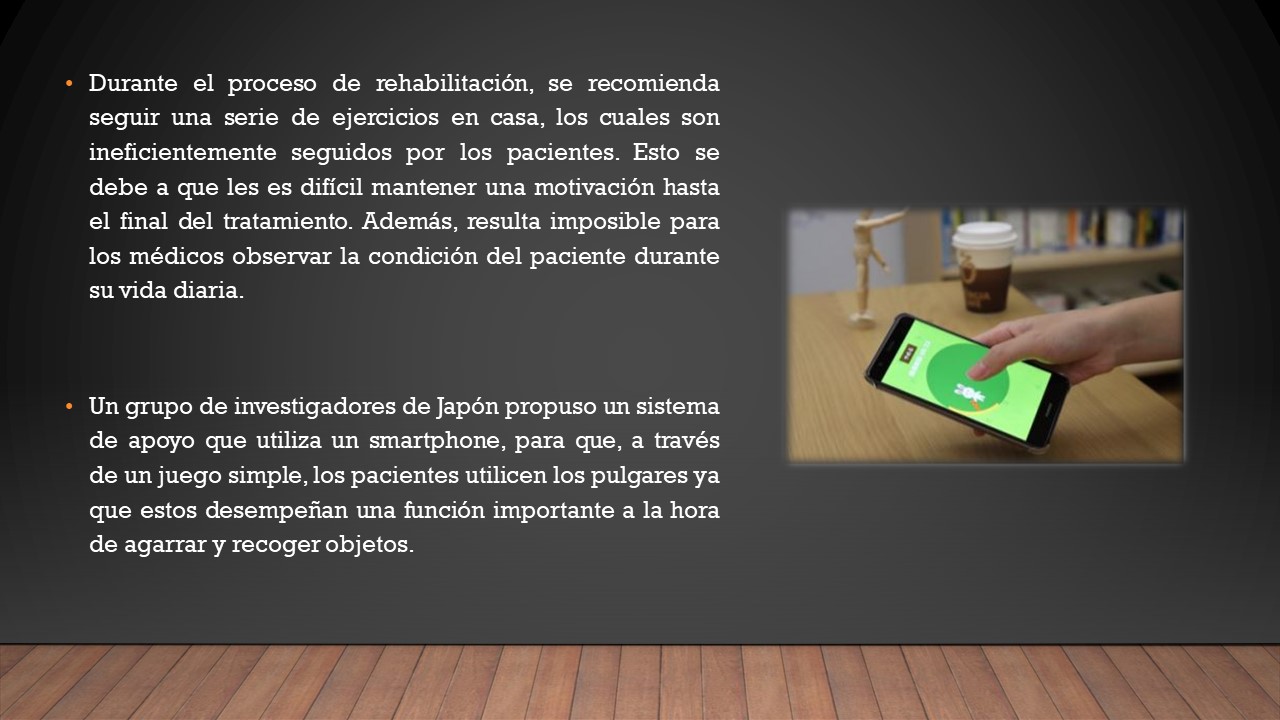 • Durante el proceso de rehabilitación, se recomienda
seguir una serie de ejercicios en casa, los cuales son
ineficientemente seguidos por los pacientes. Esto se
debe a que les es difícil mantener una motivación hasta
el final del tratamiento. Además, resulta imposible para
los médicos observar la condición del paciente durante
su vida diaria.
• Un grupo de investigadores de Japón propuso un sistema
de apoyo que utiliza un smartphone, para que, a través
de un juego simple, los pacientes utilicen los pulgares ya
que estos desempeñan una función importante a la hora
de agarrar y recoger objetos.